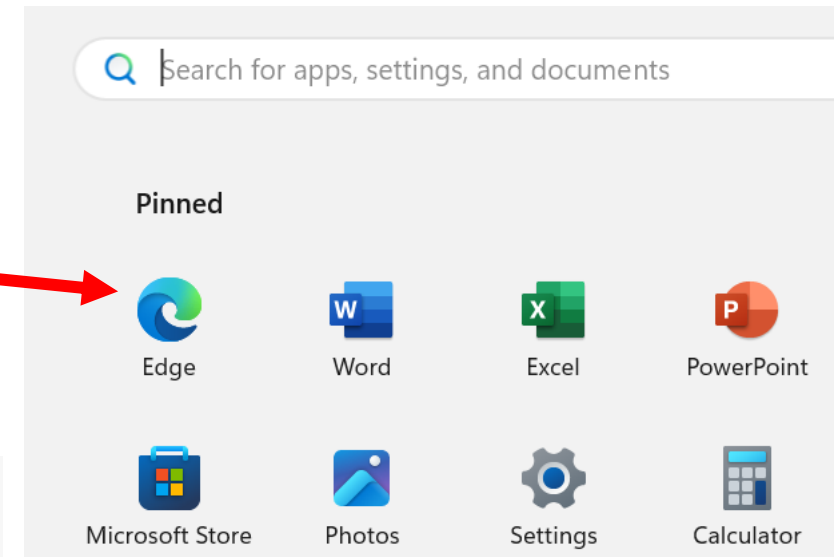 Search for apps, settings, and documents
Pinned
W X P
Edge Word Excel PowerPoint
Microsoft Store Photos Settings Calculator